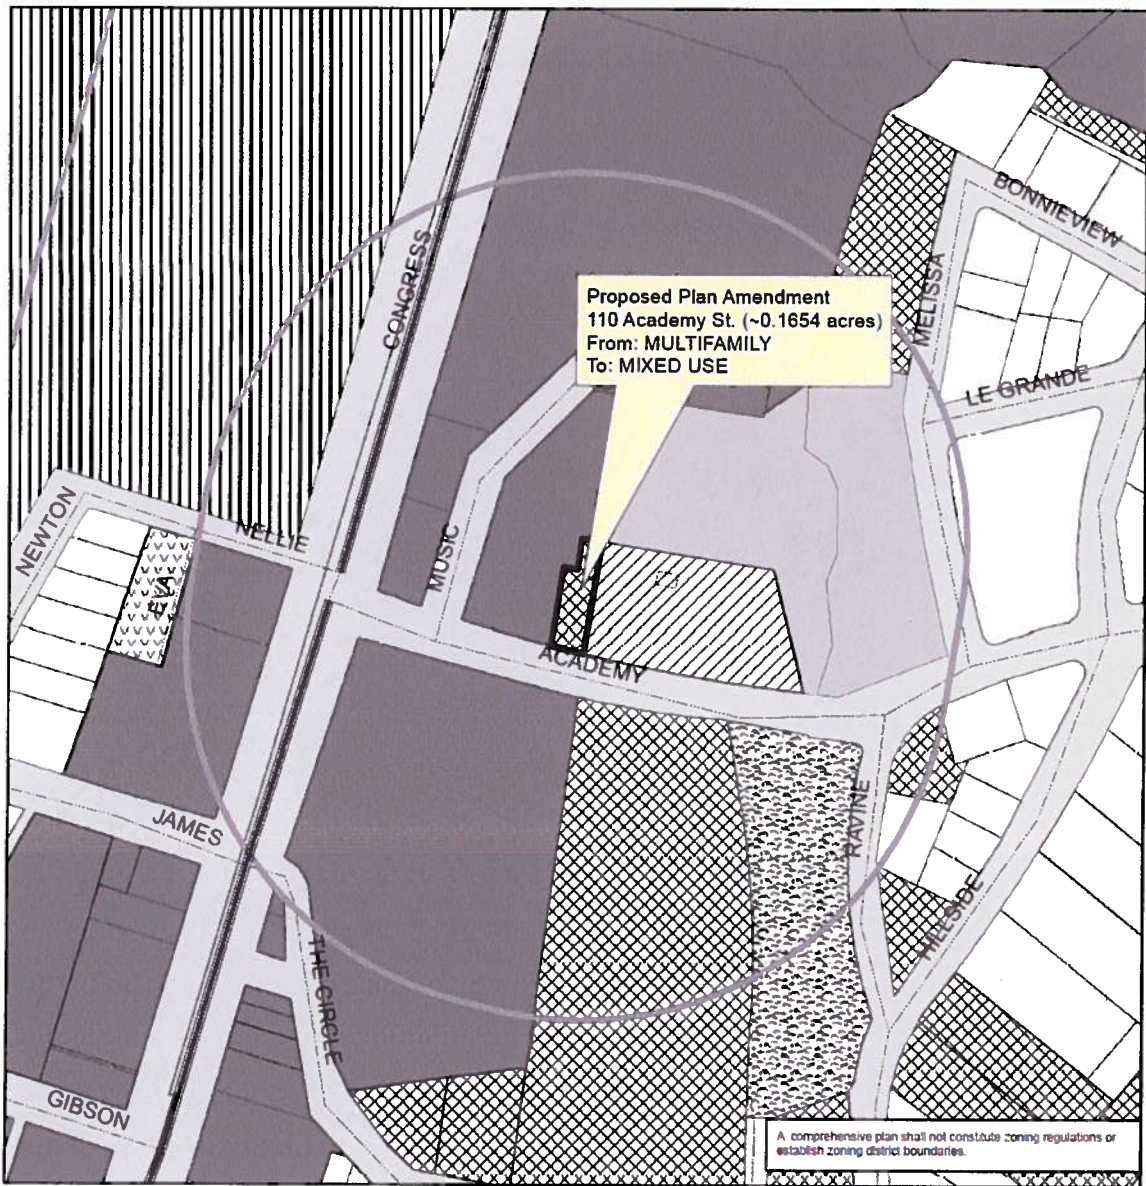 BONNIEVIEW
CONGRESS
MELISSA
Proposed Plan Amendment
110 Academy St. (~0.1654 acres)
From: MULTIFAMILY
To: MIXED USE
LE GRANDE
NEWTON
NELLIE
MUSIC
EVA
ACADEMY
RAVINE
JAMES
HILLSIDE
THE CIRCLE
GIBSON
A comprehensive plan shall not constitute zoning regulations or
establish zoning district boundaries.